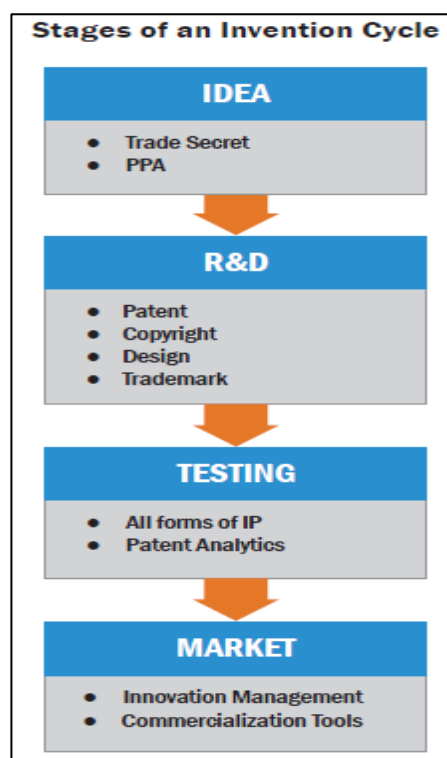 Stages of an Invention Cycle
IDEA
● Trade Secret
● PPA
R&D
● Patent
● Copyright
● Design
● Trademark
TESTING
● All forms of IP
● Patent Analytics
MARKET
● Innovation Management
● Commercialization Tools